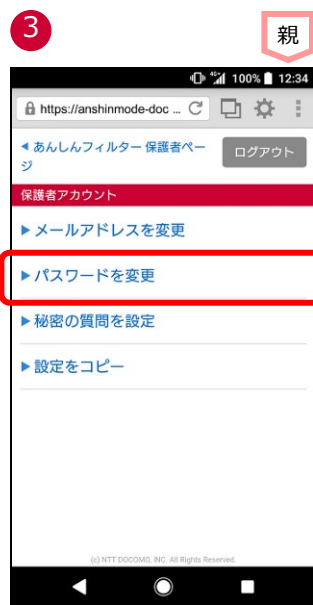 3
親
4G 100% 12:34
https://anshinmode-doc ...
◀ あんしんフィルター 保護者ペー
ジ
ログアウト
保護者アカウント
▶ メールアドレスを変更
▶ パスワードを変更
▶ 秘密の質問を設定
▶ 設定をコピー
(c) NTT DOCOMO, INC. All Rights Reserved.